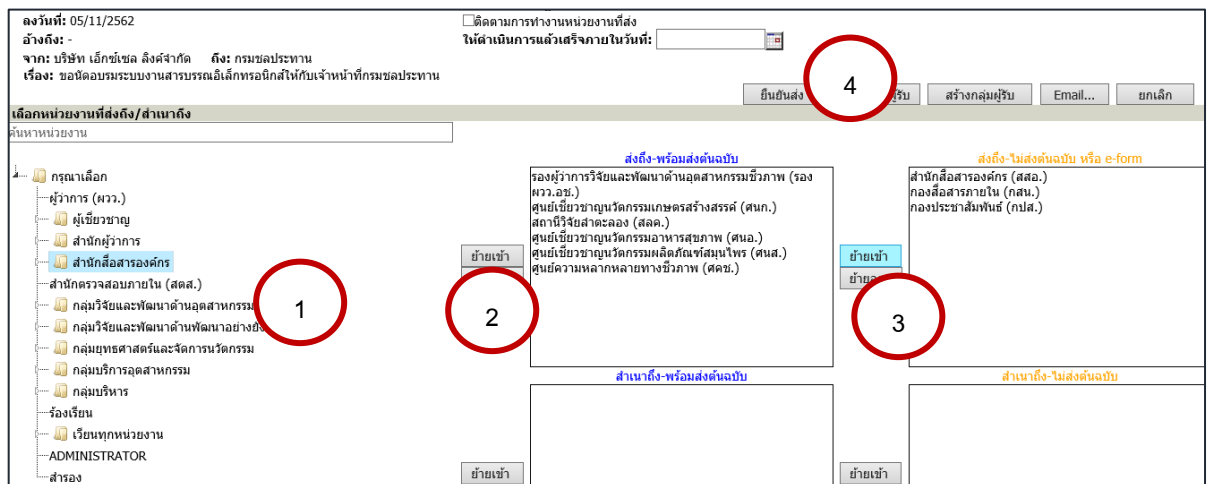 ลงวันที่: 05/11/2562
ติดตามการทำงานหน่วยงานที่ส่ง
อ้างถึง: -
ให้ดำเนินการแล้วเสร็จภายในวันที่:
จาก: บริษัท เอ็กซ์เซล ลิงค์จำกัด ถึง: กรมชลประทาน
เรื่อง: ขอนัดอบรมระบบงานสารบรรณอิเล็กทรอนิกส์ให้กับเจ้าหน้าที่กรมชลประทาน
4
ยืนยันส่ง
สร้างกลุ่มผู้รับ
Email...
ยกเลิก
เลือกหน่วยงานที่ส่งถึง/สำเนาถึง
ค้นหาหน่วยงาน
กรุณาเลือก
ผู้ว่าการ (ผวว.)
ผู้เชี่ยวชาญ
สำนักผู้ว่าการ
สำนักสื่อสารองค์กร
สำนักตรวจสอบภายใน (สตส.)
กลุ่มวิจัยและพัฒนาด้านอุตสาหกรรม
กลุ่มวิจัยและพัฒนาด้านพัฒนาอย่างยั่ง
กลุ่มยุทธศาสตร์และจัดการนวัตกรรม
กลุ่มบริการอุตสาหกรรม
กลุ่มบริหาร
ร้องเรียน
เวียนทุกหน่วยงาน
ADMINISTRATOR
สำรอง
1
ย้ายเข้า
2
ย้ายเข้า
ส่งถึง-พร้อมส่งต้นฉบับ
รองผู้ว่าการวิจัยและพัฒนาด้านอุตสาหกรรมชีวภาพ (รอง
ผวว.อช.)
ศูนย์เชี่ยวชาญนวัตกรรมเกษตรสร้างสรรค์ (ศนก.)
สถานีวิจัยลำตะคอง (สลค.)
ศูนย์เชี่ยวชาญนวัตกรรมอาหารสุขภาพ (ศนอ.)
ศูนย์เชี่ยวชาญนวัตกรรมผลิตภัณฑ์สมุนไพร (ศนส.)
ศูนย์ความหลากหลายทางชีวภาพ (ศคช.)
สำเนาถึง-พร้อมส่งต้นฉบับ
ย้ายเข้า
3
ย้ายเข้า
ส่งถึง-ไม่ส่งต้นฉบับ หรือ e-form
สำนักสื่อสารองค์กร (สสอ.)
กองสื่อสารภายใน (กสน.)
กองประชาสัมพันธ์ (กปส.)
สำเนาถึง-ไม่ส่งต้นฉบับ